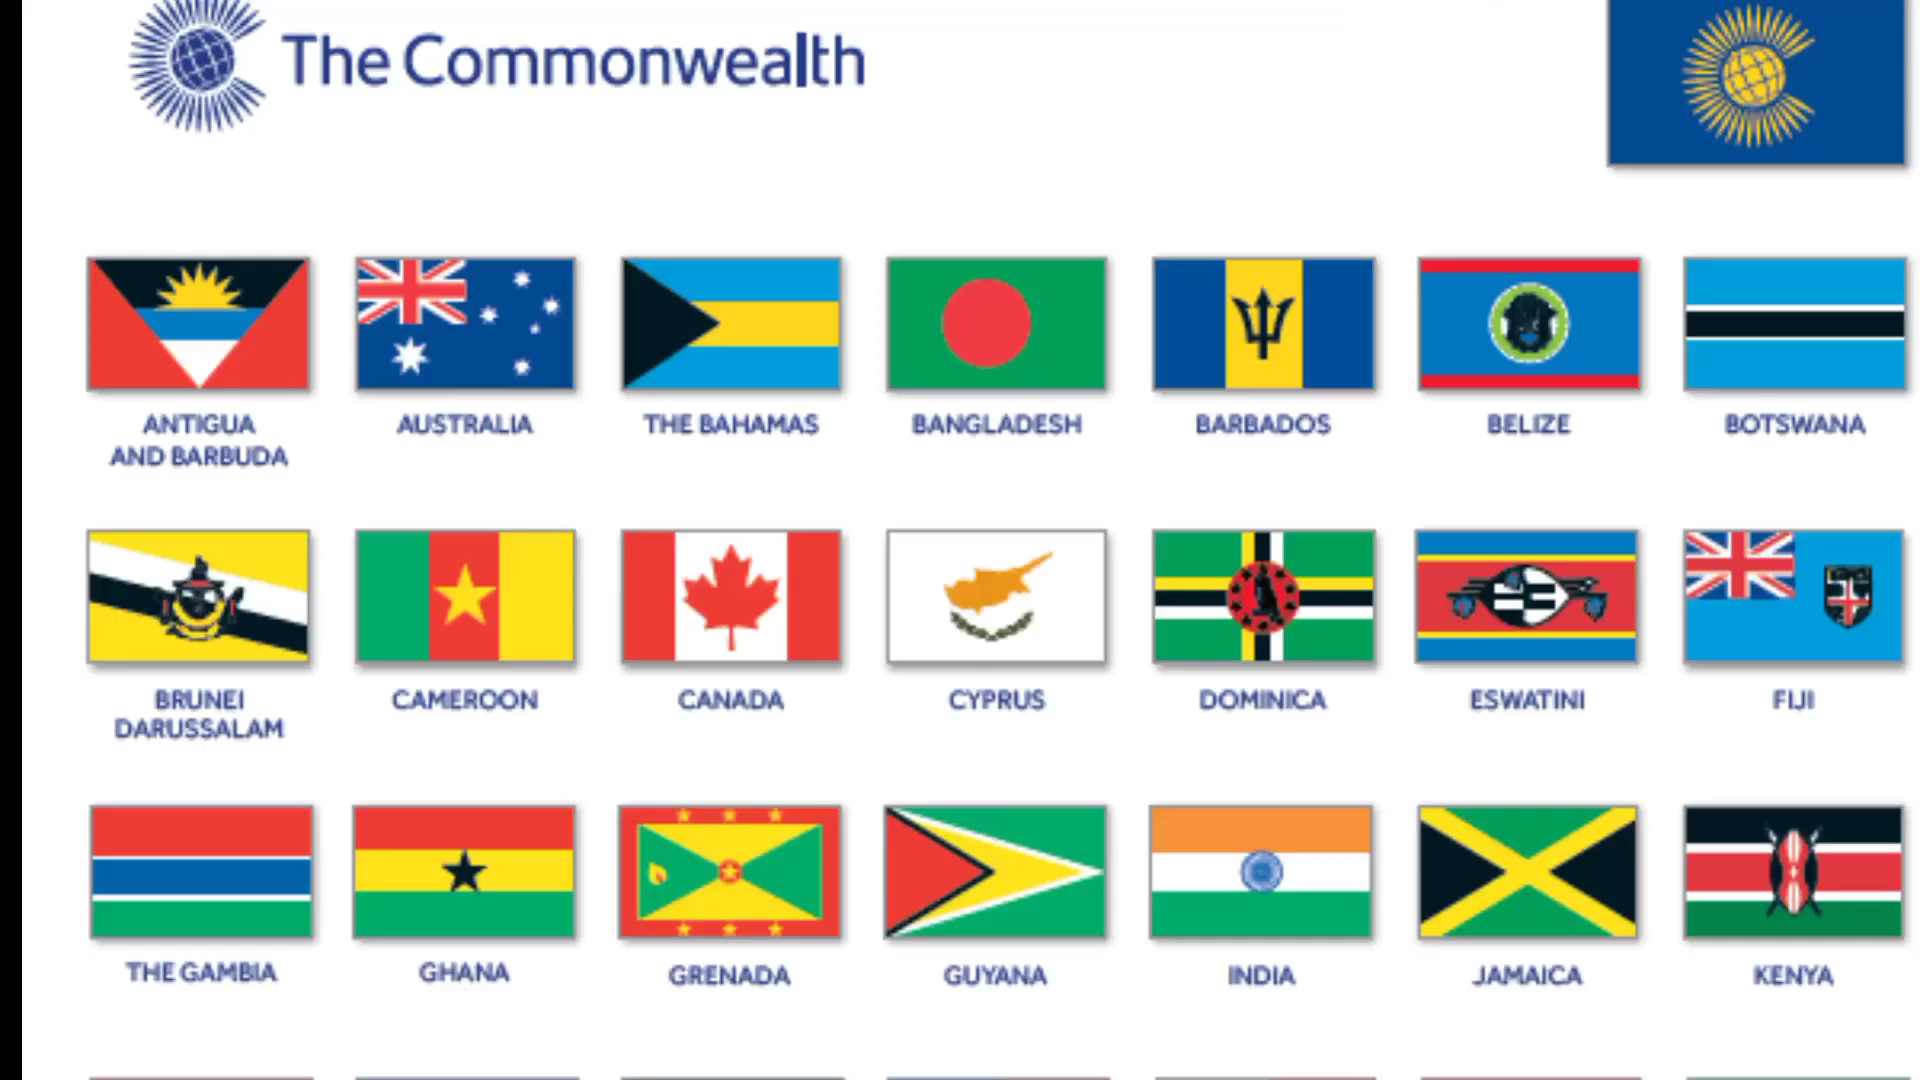 The Commonwealth
ANTIGUA
AND BARBUDA
AUSTRALIA
THE BAHAMAS
BANGLADESH
BARBADOS
BELIZE
BOTSWANA
BRUNEI
DARUSSALAM
CAMEROON
CANADA
CYPRUS
DOMINICA
ESWATINI
FIJI
THE GAMBIA
GHANA
GRENADA
GUYANA
INDIA
JAMAICA
KENYA